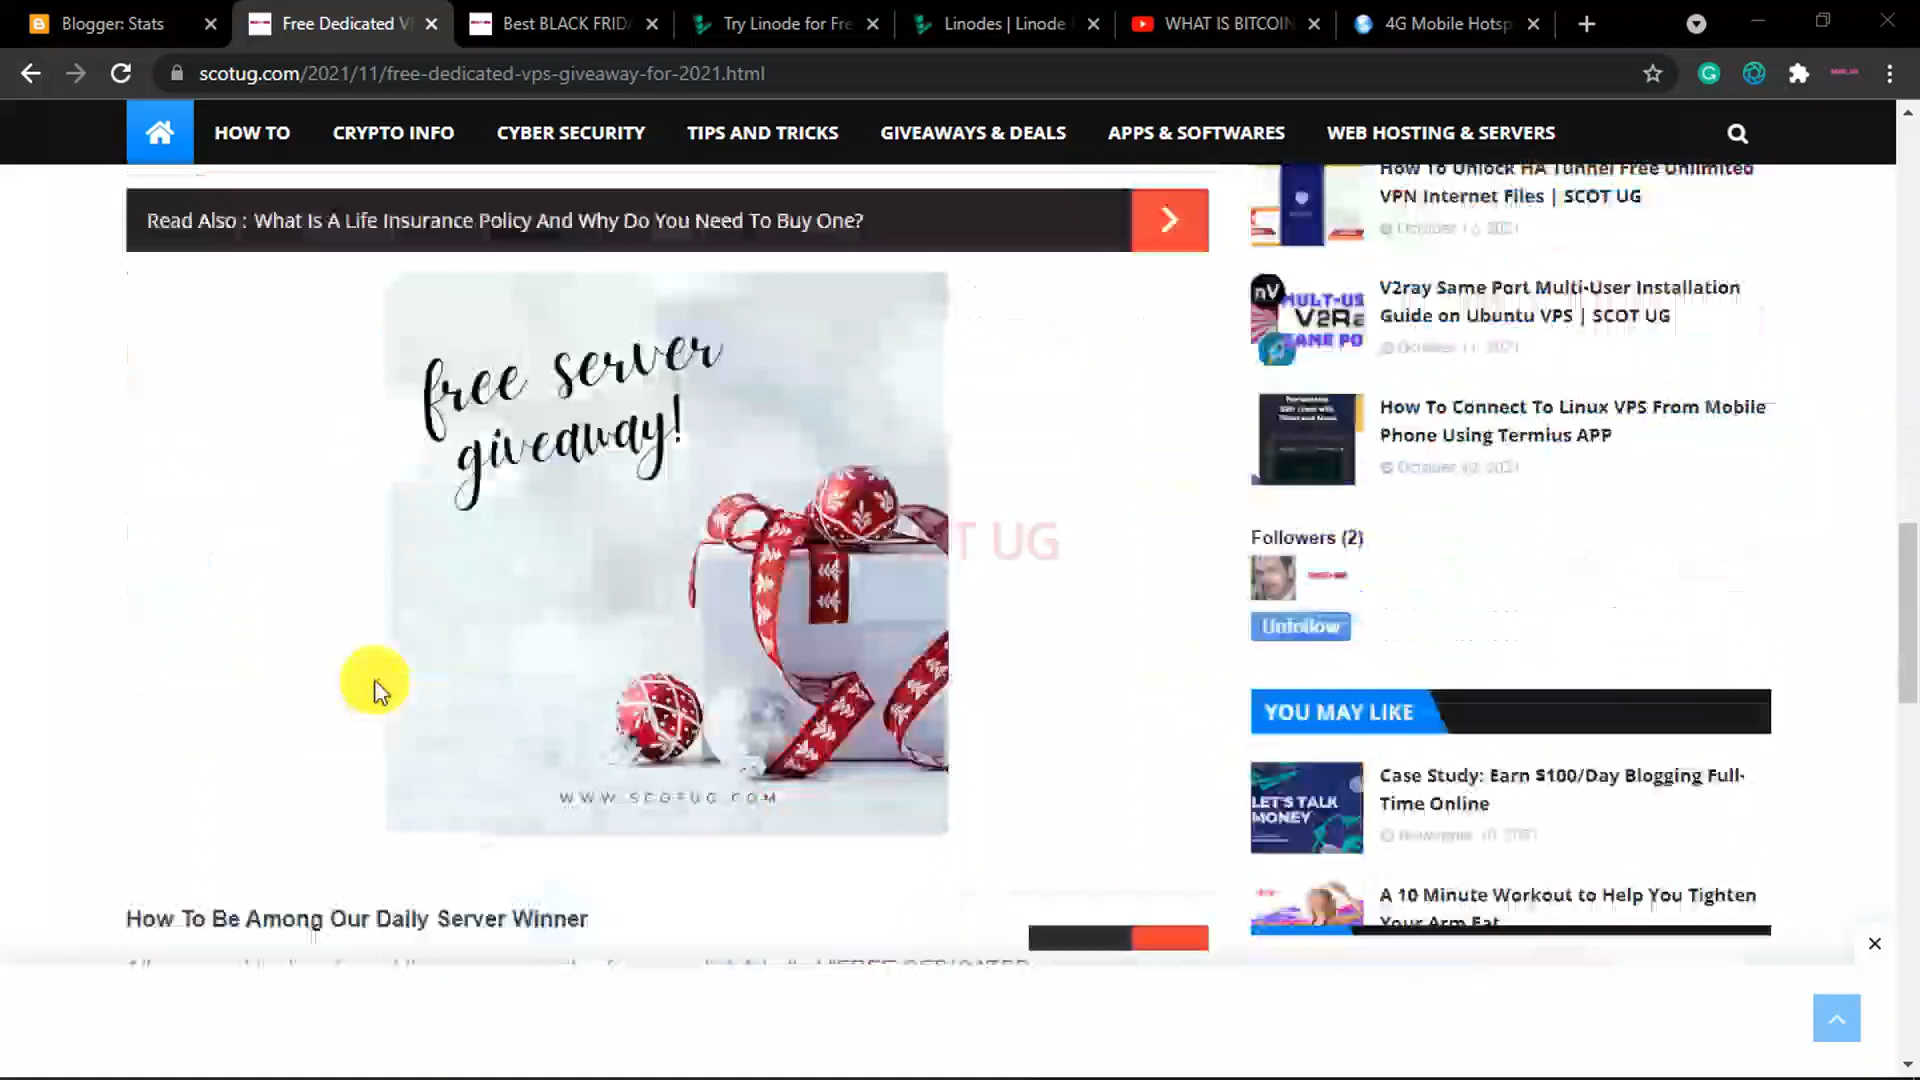 Blogger: Stats
Free Dedicated V
Best BLACK FRID
Try Linode for Fre
Linodes | Linode
WHAT IS BITCOIN
4G Mobile Hotsp
scotug.com/2021/11/free-dedicated-vps-giveaway-for-2021.html
HOW TO
CRYPTO INFO
CYBER SECURITY
TIPS AND TRICKS
GIVEAWAYS & DEALS
APPS & SOFTWARES
WEB HOSTING & SERVERS
Read Also : What Is A Life Insurance Policy And Why Do You Need To Buy One?
free server
giveaway!
T UG
WWW.SCOTUG.COM
How To Be Among Our Daily Server Winner
How To Unlock HA Tunnel Free Unlimited
VPN Internet Files | SCOT UG
V2ray Same Port Multi-User Installation
Guide on Ubuntu VPS | SCOT UG
How To Connect To Linux VPS From Mobile
Phone Using Termius APP
Followers (2)
Unfollow
YOU MAY LIKE
LET'S TALK
MONEY
Case Study: Earn $100/Day Blogging Full-
Time Online
A 10 Minute Workout to Help You Tighten
Your Arm Fat